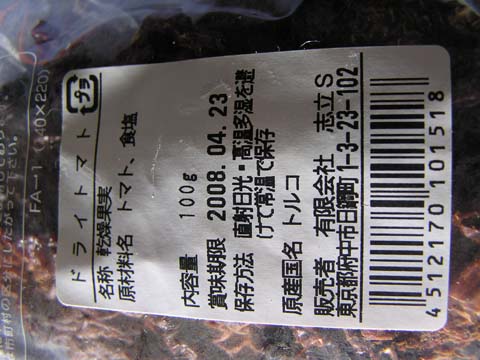 ドライトマト
プラ
名称 乾燥果実
原材料名 トマト、食塩
内容量 100g
賞味期限 2008.04.23
保存方法 直射日光・高温多湿を避
けて常温で保存
原産国名 トルコ
販売者 有限会社 志立S
東京都府中市日鋼町1-3-23-102
4512170101518
FA-1 (140×220)